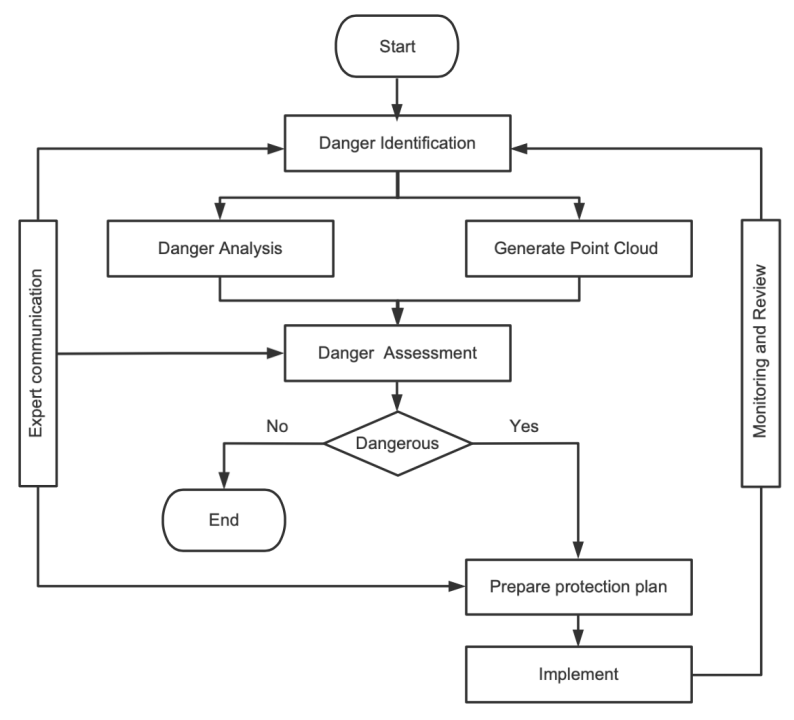 Start
Danger Identification
Danger Analysis
Generate Point Cloud
Expert communication
Monitoring and Review
Danger Assessment
No
Yes
Dangerous
End
Prepare protection plan
Implement